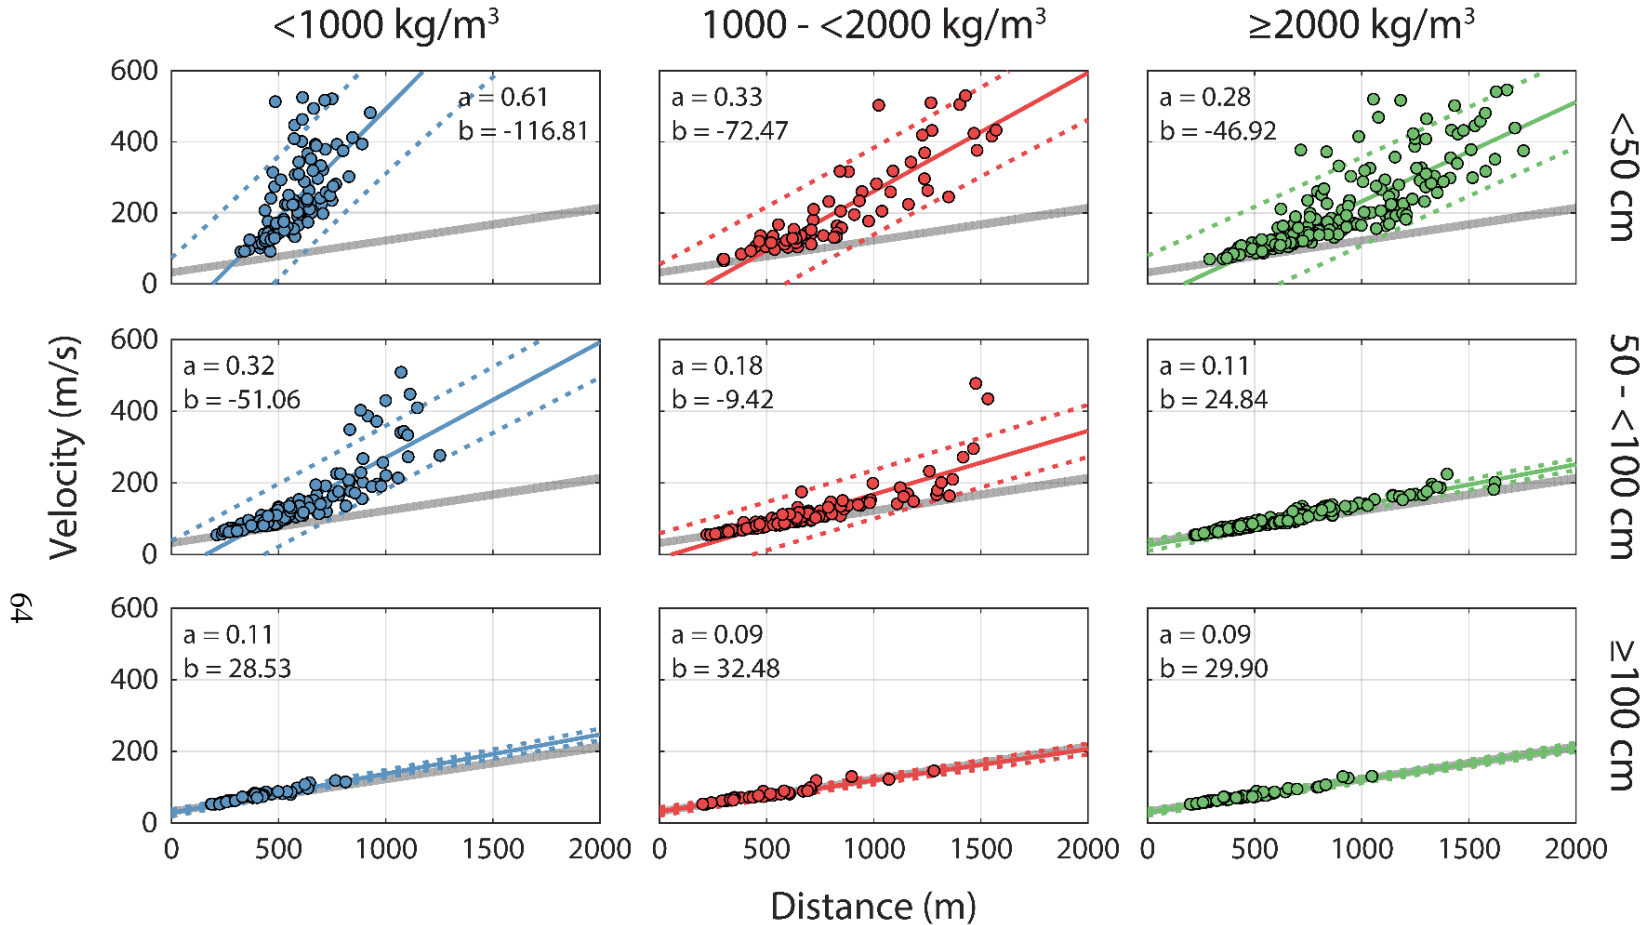 <1000 kg/m³
1000 - <2000 kg/m³
≥2000 kg/m³
600
400
200
0
a = 0.61
b = -116.81
a = 0.33
b = -72.47
a = 0.28
b = -46.92
<50 cm
Velocity (m/s)
600
400
200
0
a = 0.32
b = -51.06
a = 0.18
b = -9.42
a = 0.11
b = 24.84
50 - <100 cm
64
600
400
200
0
a = 0.11
b = 28.53
a = 0.09
b = 32.48
a = 0.09
b = 29.90
≥100 cm
0 500 1000 1500 2000
0 500 1000 1500 2000
0 500 1000 1500 2000
Distance (m)